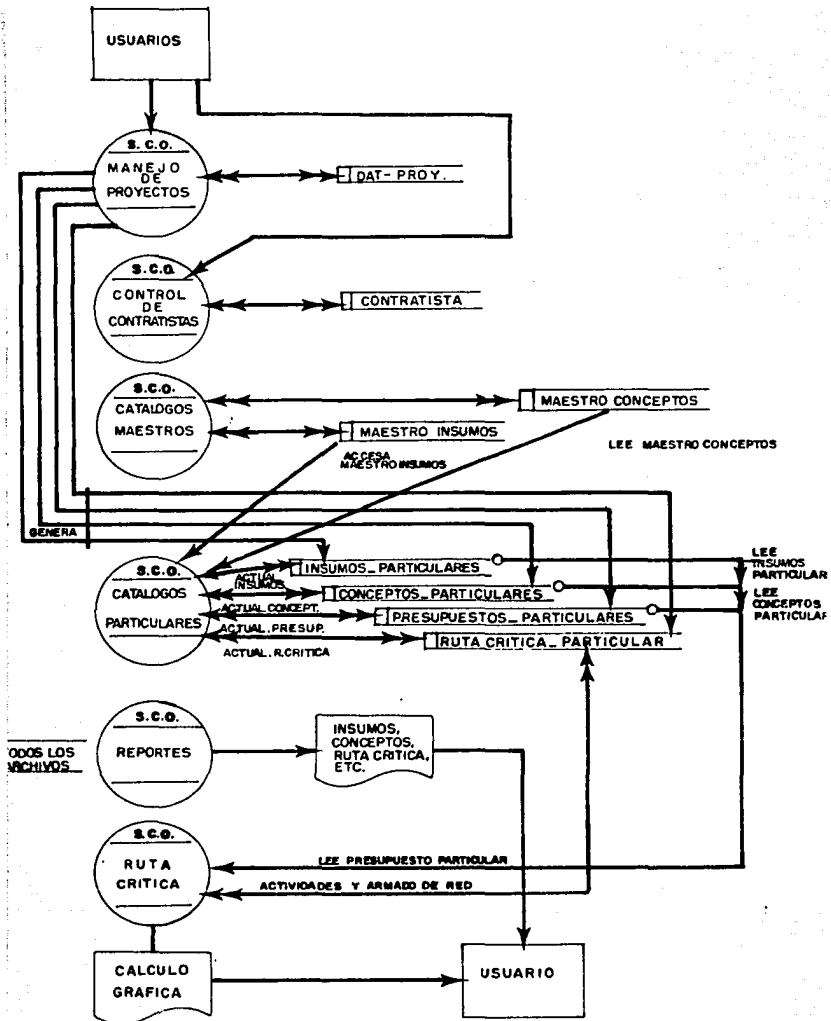 USUARIOS
S. C. O.
MANEJO
DE
PROYECTOS
DAT- PROY.
S.C.O.
CONTROL
DE
CONTRATISTAS
CONTRATISTA
S.C.O.
CATALOGOS
MAESTROS
MAESTRO CONCEPTOS
MAESTRO INSUMOS
LEE MAESTRO CONCEPTOS
ACCESA
MAESTRO INSUMOS
GENERA
S.C.O.
CATALOGOS
PARTICULARES
INSUMOS_PARTICULARES
ACTUAL
INSUMOS
CONCEPTOS_PARTICULARES
ACTUAL CONCEPT.
PRESUPUESTOS_PARTICULARES
ACTUAL. PRESUP.
RUTA CRITICA_PARTICULAR
ACTUAL. R.CRITICA
LEE
INSUMOS
PARTICULAR
LEE
CONCEPTOS
PARTICULAR
S.C.O.
REPORTES
ODOS LOS
ARCHIVOS
INSUMOS,
CONCEPTOS,
RUTA CRITICA,
ETC.
S.C.O.
RUTA
CRITICA
LEE PRESUPUESTO PARTICULAR
ACTIVIDADES Y ARMADO DE RED
CALCULO
GRAFICA
USUARIO